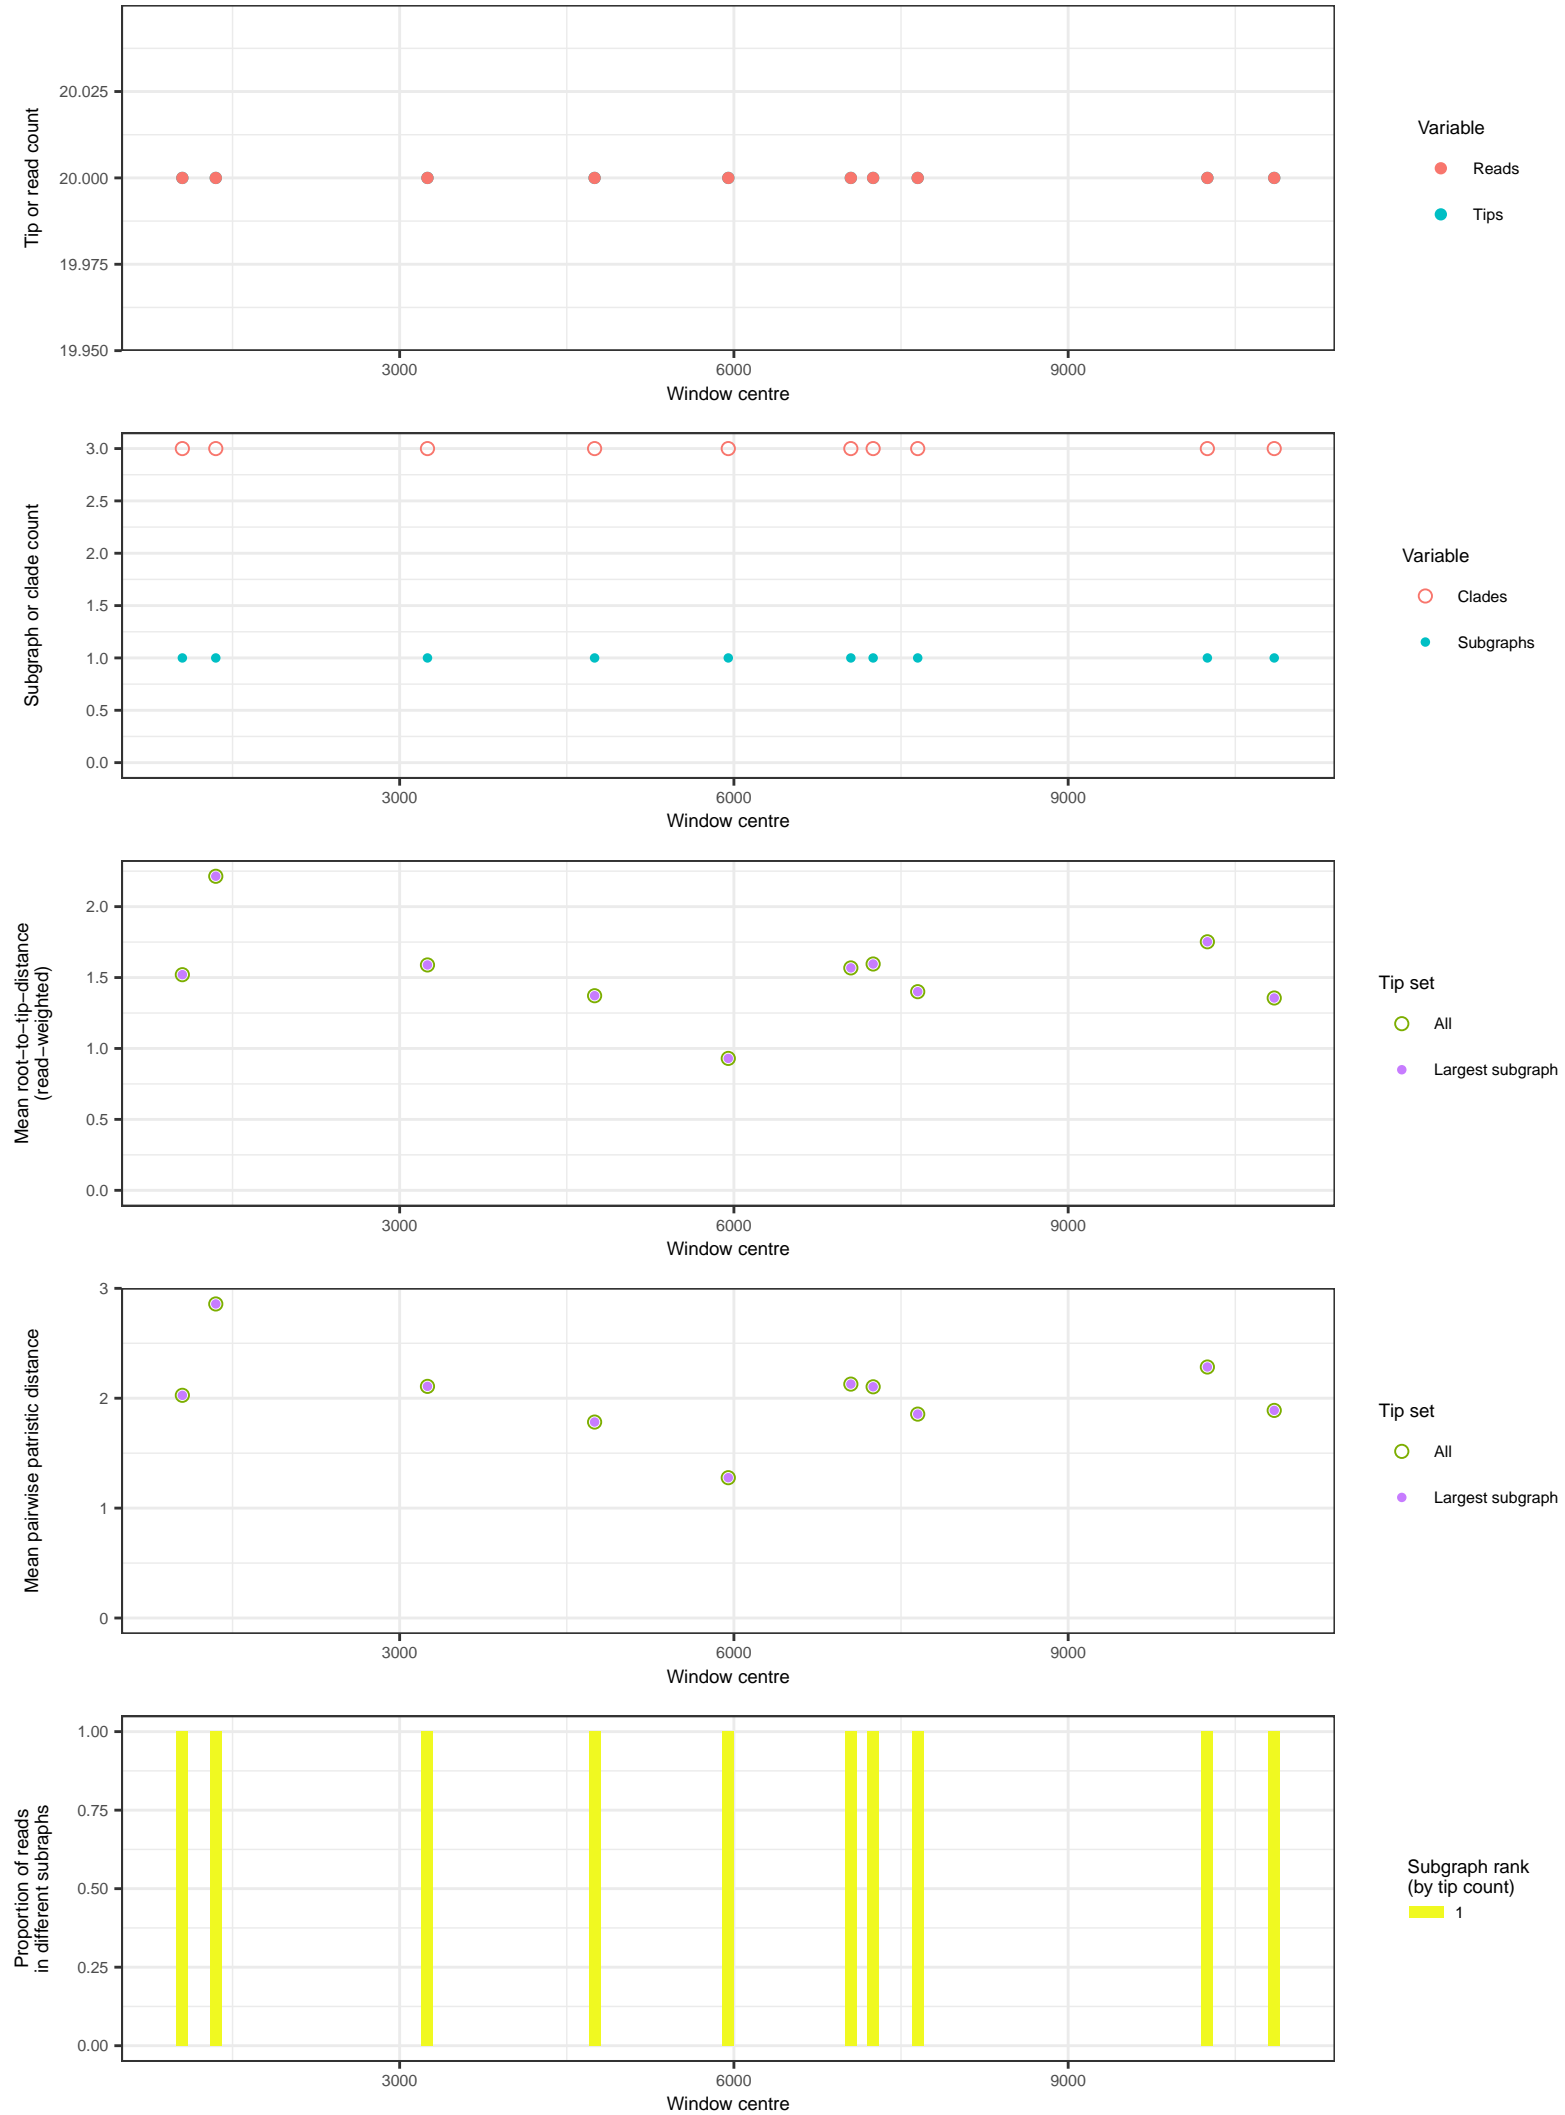 Tip or read count
20.025
20.000
19.975
19.950
3000
6000
9000
Window centre
Variable
Reads
Tips
Subgraph or clade count
3.0
2.5
2.0
1.5
1.0
0.5
0.0
3000
6000
9000
Window centre
Variable
Clades
Subgraphs
Mean root−to−tip−distance
(read−weighted)
2.0
1.5
1.0
0.5
0.0
3000
6000
9000
Window centre
Tip set
All
Largest subgraph
Mean pairwise patristic distance
3
2
1
0
3000
6000
9000
Window centre
Tip set
All
Largest subgraph
Proportion of reads
in different subraphs
1.00
0.75
0.50
0.25
0.00
3000
6000
9000
Window centre
Subgraph rank
(by tip count)
1